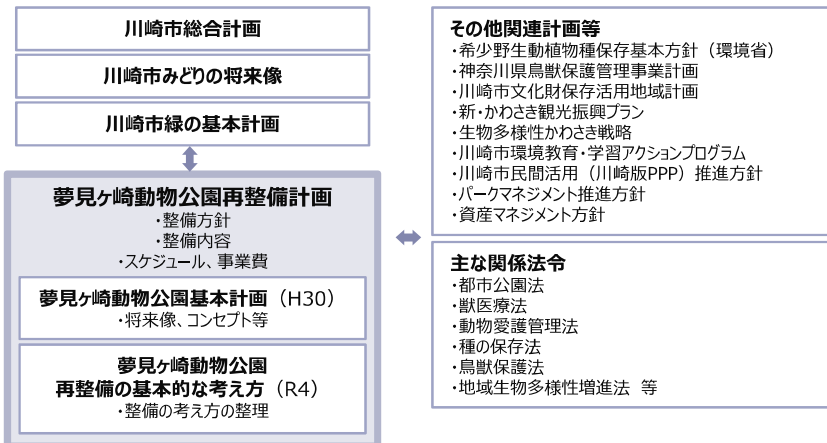 川崎市総合計画
川崎市みどりの将来像
川崎市緑の基本計画
夢見ヶ崎動物公園再整備計画
・整備方針
・整備内容
・スケジュール、事業費
夢見ヶ崎動物公園基本計画（H30）
・将来像、コンセプト等
夢見ヶ崎動物公園
再整備の基本的な考え方（R4）
・整備の考え方の整理
その他関連計画等
・希少野生動植物種保存基本方針（環境省）
・神奈川県鳥獣保護管理事業計画
・川崎市文化財保存活用地域計画
・新・かわさき観光振興プラン
・生物多様性かわさき戦略
・川崎市環境教育・学習アクションプログラム
・川崎市民間活用（川崎版PPP）推進方針
・パークマネジメント推進方針
・資産マネジメント方針
主な関係法令
・都市公園法
・獣医療法
・動物愛護管理法
・種の保存法
・鳥獣保護法
・地域生物多様性増進法 等